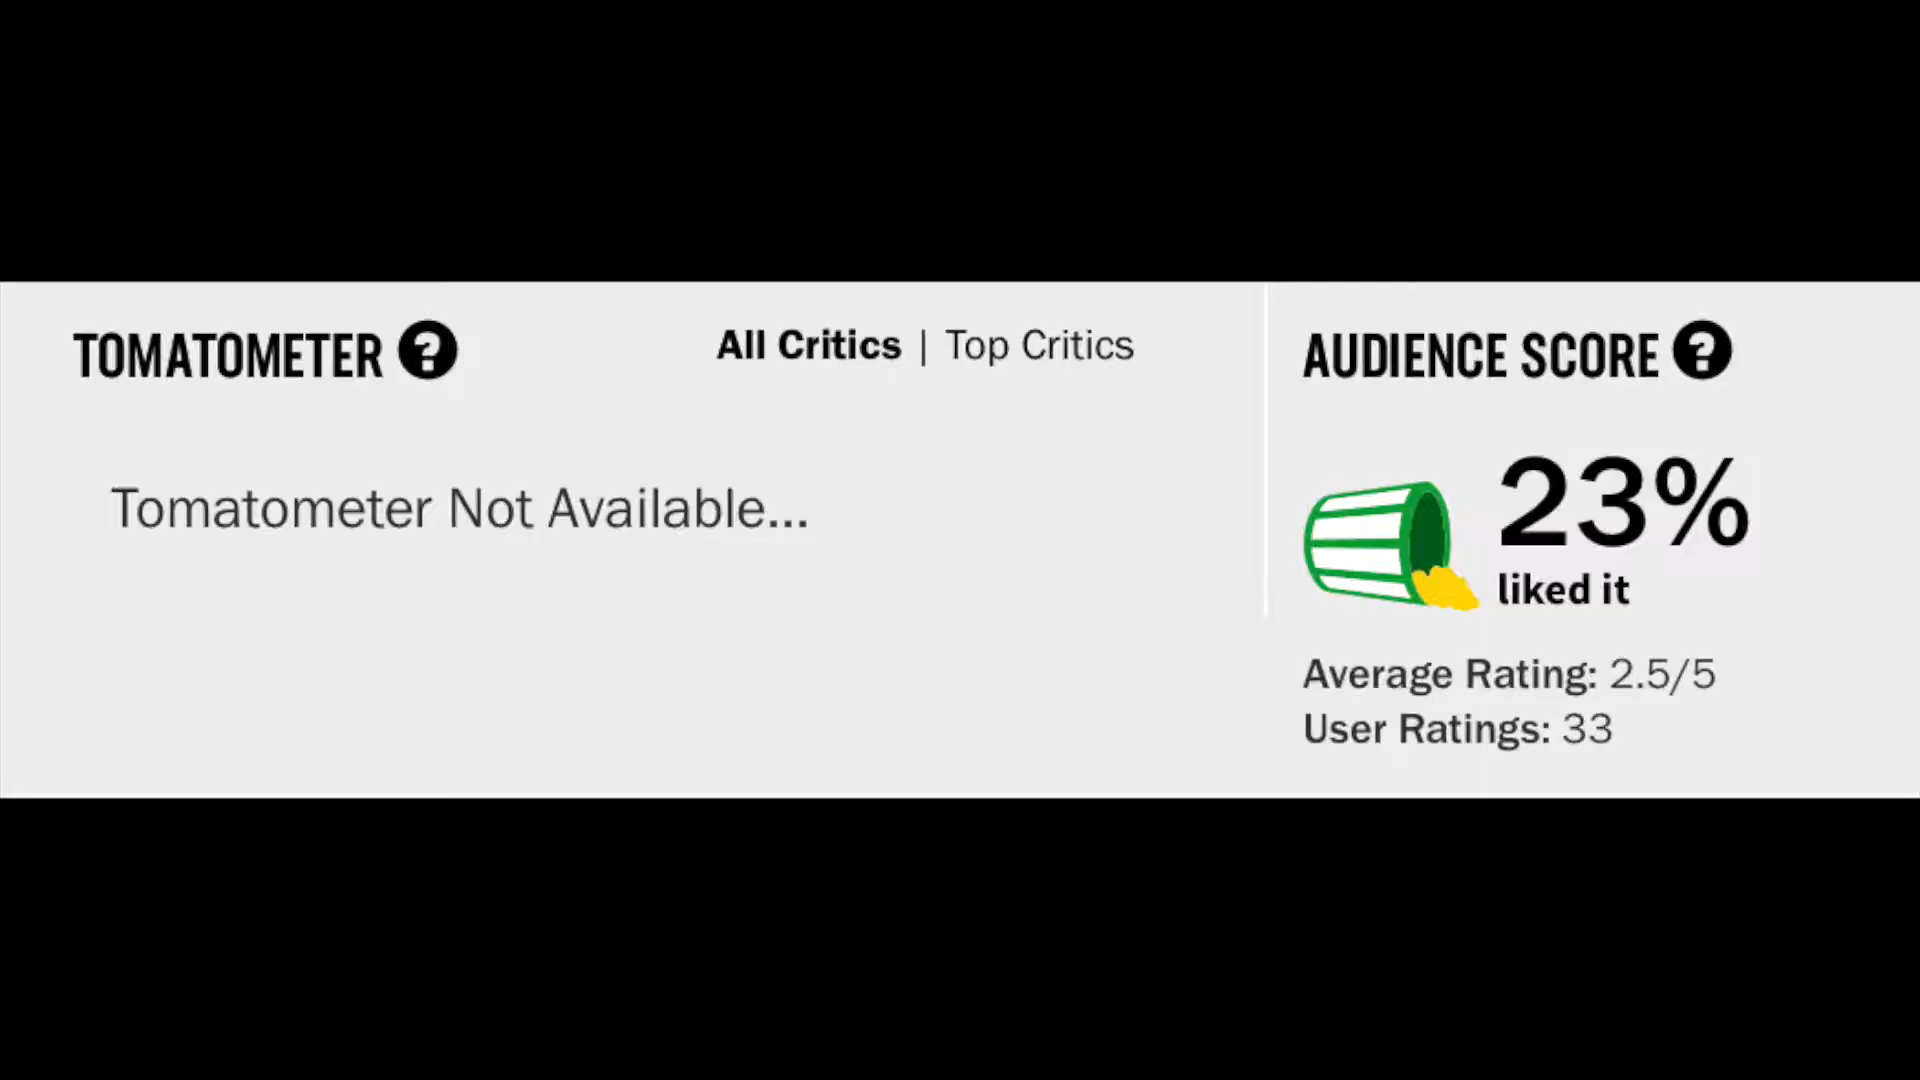 TOMATOMETER ?
All Critics | Top Critics
Tomatometer Not Available...
AUDIENCE SCORE ?
23%
liked it
Average Rating: 2.5/5
User Ratings: 33